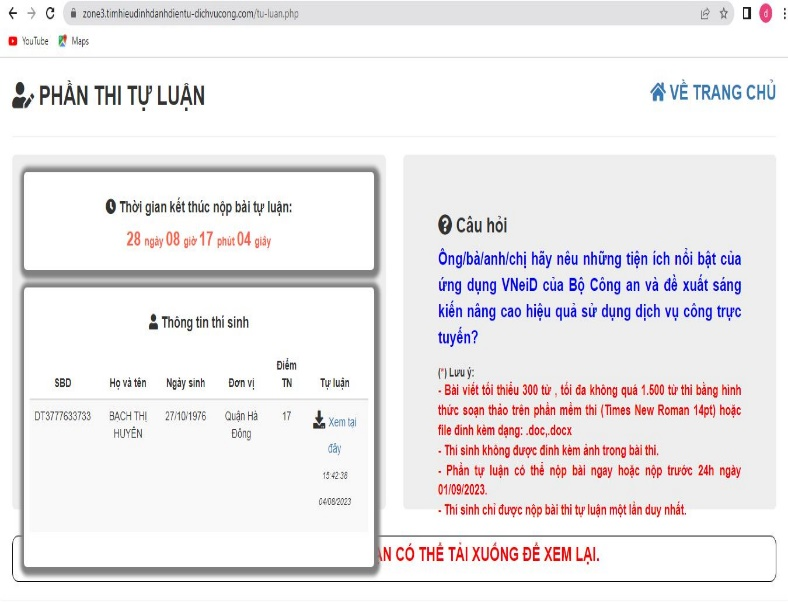 zone3.timhieudinhdanhdientu-dichvucong.com/tu-luan.php
d
YouTube
Maps
PHẦN THI TỰ LUẬN
VỀ TRANG CHỦ
Thời gian kết thúc nộp bài tự luận:
28 ngày 08 giờ 17 phút 04 giây
Thông tin thí sinh
SBD Họ và tên Ngày sinh Đơn vị Điểm TN Tự luận
DT3777633733 BẠCH THỊ HUYỀN 27/10/1976 Quận Hà Đông 17 Xem tại đây
15:42:36
04/08/2023
Câu hỏi
Ông/bà/anh/chị hãy nêu những tiện ích nổi bật của
ứng dụng VNeiD của Bộ Công an và đề xuất sáng
kiến nâng cao hiệu quả sử dụng dịch vụ công trực
tuyến?
(*) Lưu ý:
- Bài viết tối thiểu 300 từ , tối đa không quá 1.500 từ thi bằng hình
thức soạn thảo trên phần mềm thi (Times New Roman 14pt) hoặc
file đính kèm dạng: .doc,.docx
- Thí sinh không được đính kèm ảnh trong bài thi.
- Phần tự luận có thể nộp bài ngay hoặc nộp trước 24h ngày
01/09/2023.
- Thí sinh chỉ được nộp bài thi tự luận một lần duy nhất.
CÓ THỂ TẢI XUỐNG ĐỂ XEM LẠI.